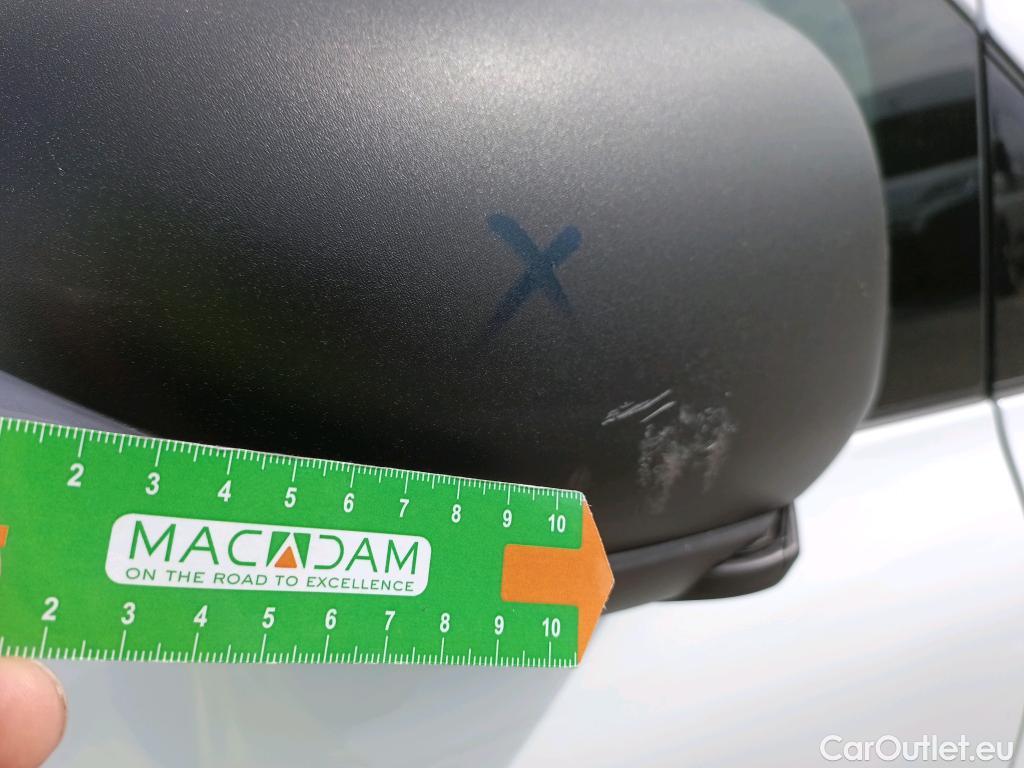 X
2 3 4 5 6 7 8 9 10
MACADAM
ON THE ROAD TO EXCELLENCE
2 3 4 5 6 7 8 9 10
CarOutlet.eu